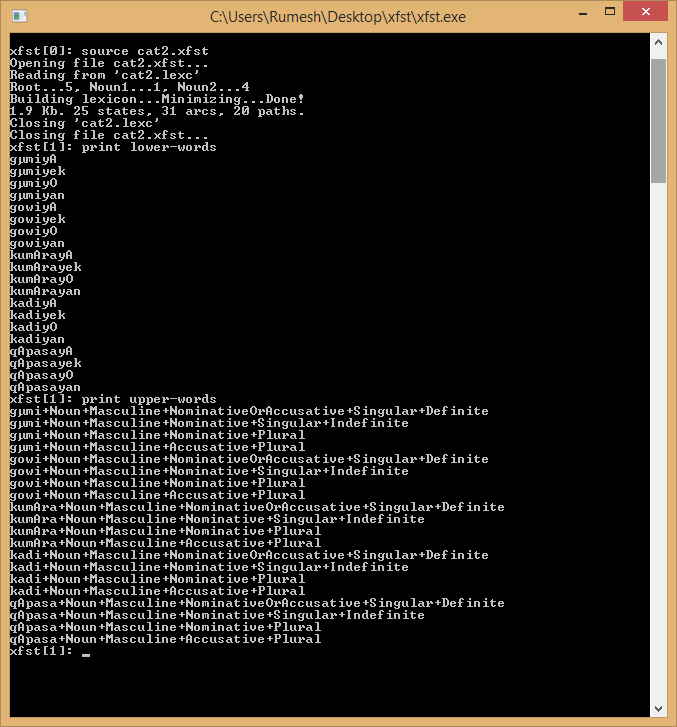 C:\Users\Rumesh\Desktop\xfst\xfst.exe
xfst[0]: source cat2.xfst
Opening file cat2.xfst...
Reading from 'cat2.lexc'
Root...5, Noun1...1, Noun2...4
Building lexicon...Minimizing...Done!
1.9 Kb. 25 states, 31 arcs, 20 paths.
Closing 'cat2.lexc'
Closing file cat2.xfst...
xfst[1]: print lower-words
gµmiyA
gµmiyek
gµmiyO
gµmiyan
gowiyA
gowiyek
gowiyO
gowiyan
kumArayA
kumArayek
kumArayO
kumArayan
kadiyA
kadiyek
kadiyO
kadiyan
qApasayA
qApasayek
qApasayO
qApasayan
xfst[1]: print upper-words
gµmi+Noun+Masculine+NominativeOrAccusative+Singular+Definite
gµmi+Noun+Masculine+Nominative+Singular+Indefinite
gµmi+Noun+Masculine+Nominative+Plural
gµmi+Noun+Masculine+Accusative+Plural
gowi+Noun+Masculine+NominativeOrAccusative+Singular+Definite
gowi+Noun+Masculine+Nominative+Singular+Indefinite
gowi+Noun+Masculine+Nominative+Plural
gowi+Noun+Masculine+Accusative+Plural
kumAra+Noun+Masculine+NominativeOrAccusative+Singular+Definite
kumAra+Noun+Masculine+Nominative+Singular+Indefinite
kumAra+Noun+Masculine+Nominative+Plural
kumAra+Noun+Masculine+Accusative+Plural
kadi+Noun+Masculine+NominativeOrAccusative+Singular+Definite
kadi+Noun+Masculine+Nominative+Singular+Indefinite
kadi+Noun+Masculine+Nominative+Plural
kadi+Noun+Masculine+Accusative+Plural
qApasa+Noun+Masculine+NominativeOrAccusative+Singular+Definite
qApasa+Noun+Masculine+Nominative+Singular+Indefinite
qApasa+Noun+Masculine+Nominative+Plural
qApasa+Noun+Masculine+Accusative+Plural
xfst[1]: _